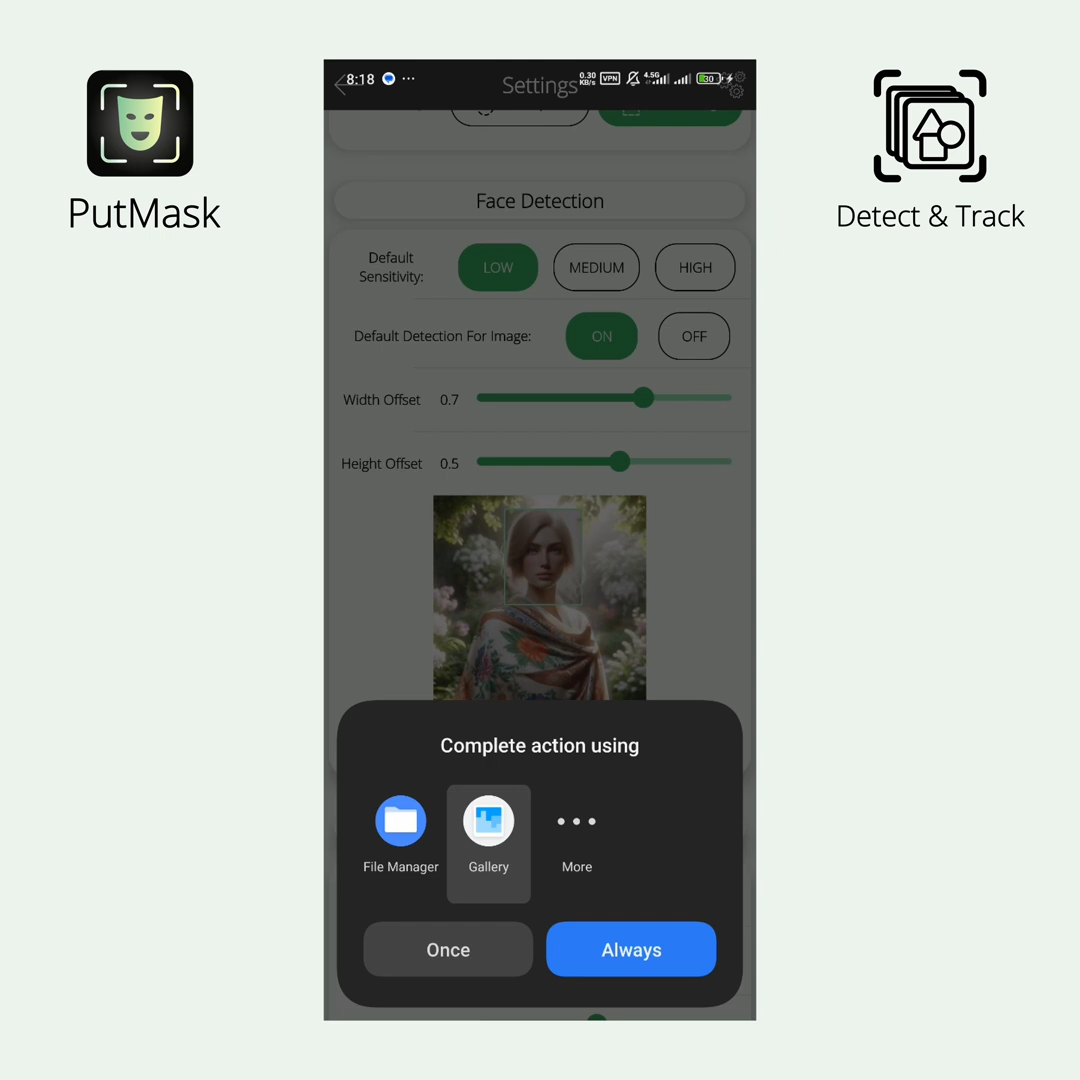 PutMask
Detect & Track
8:18
Settings
0.30
KB/s
VPN
4.5G
30
Face Detection
Default
Sensitivity:
LOW
MEDIUM
HIGH
Default Detection For Image:
ON
OFF
Width Offset
0.7
Height Offset
0.5
Complete action using
File Manager
Gallery
More
Once
Always